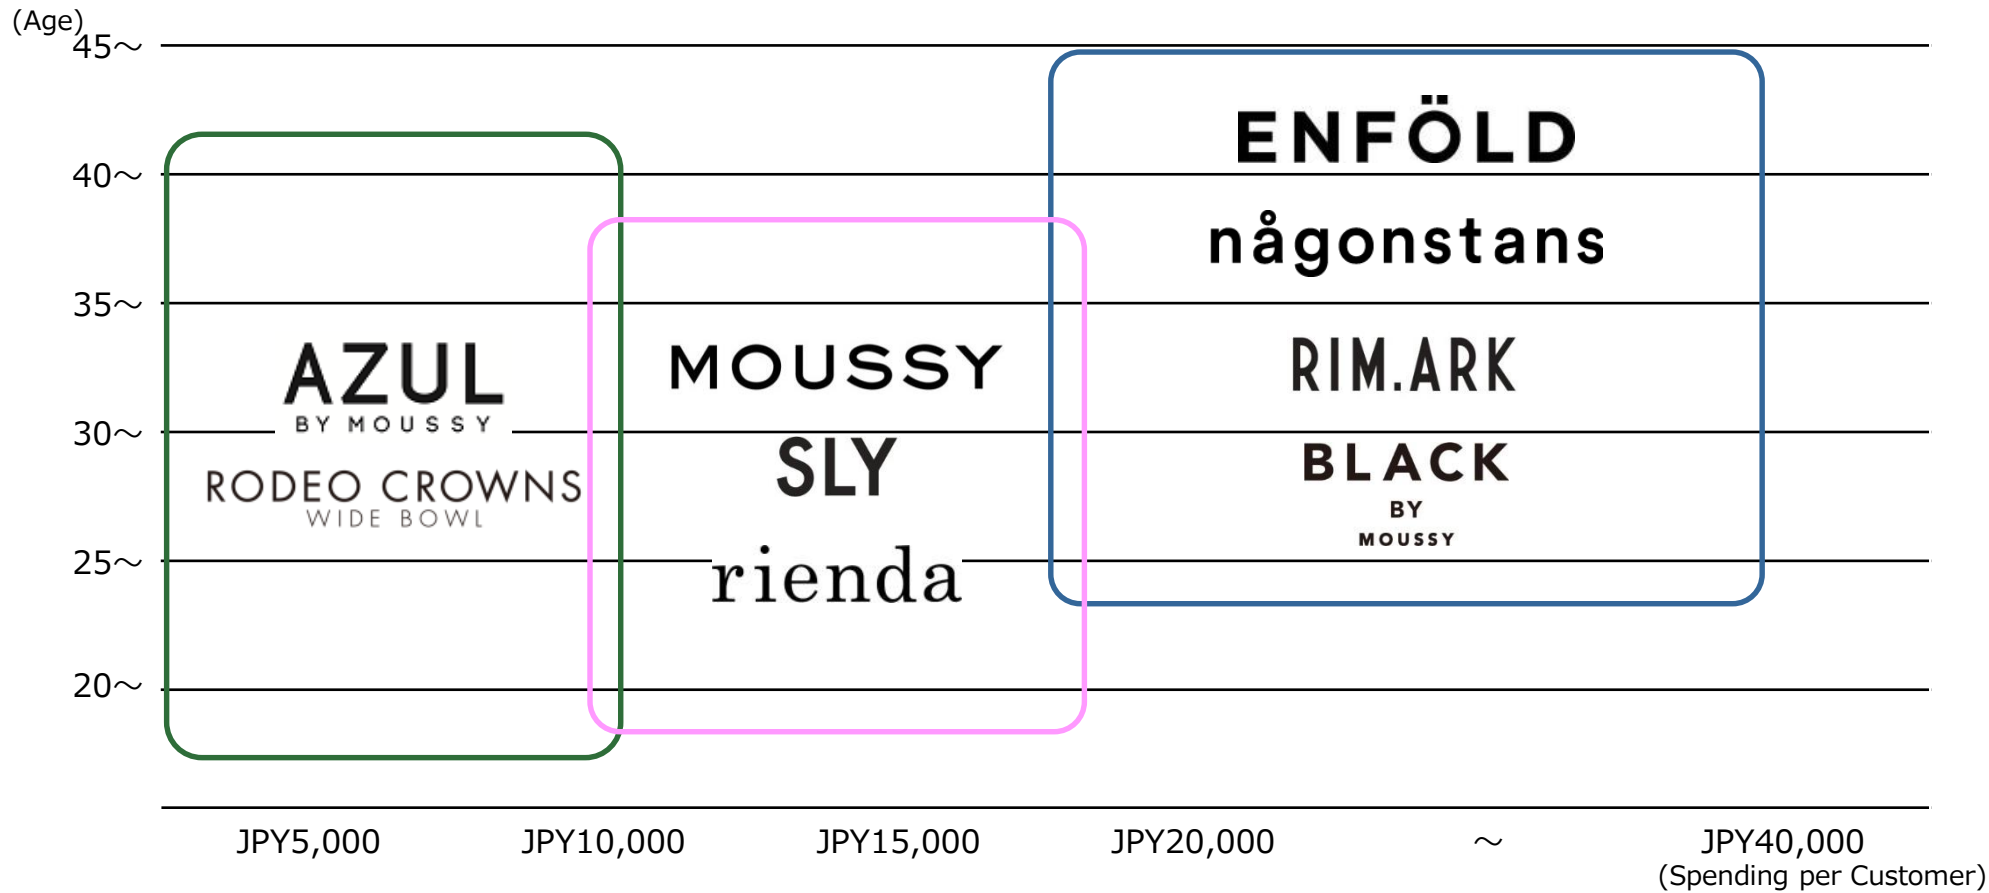 (Age)
45～
ENFÖLD
40～
någonstans
35～
AZUL
BY MOUSSY
MOUSSY
RIM.ARK
30～
SLY
BLACK
BY
MOUSSY
RODEO CROWNS
WIDE BOWL
25～
rienda
20～
JPY5,000 JPY10,000 JPY15,000 JPY20,000 ～ JPY40,000
(Spending per Customer)